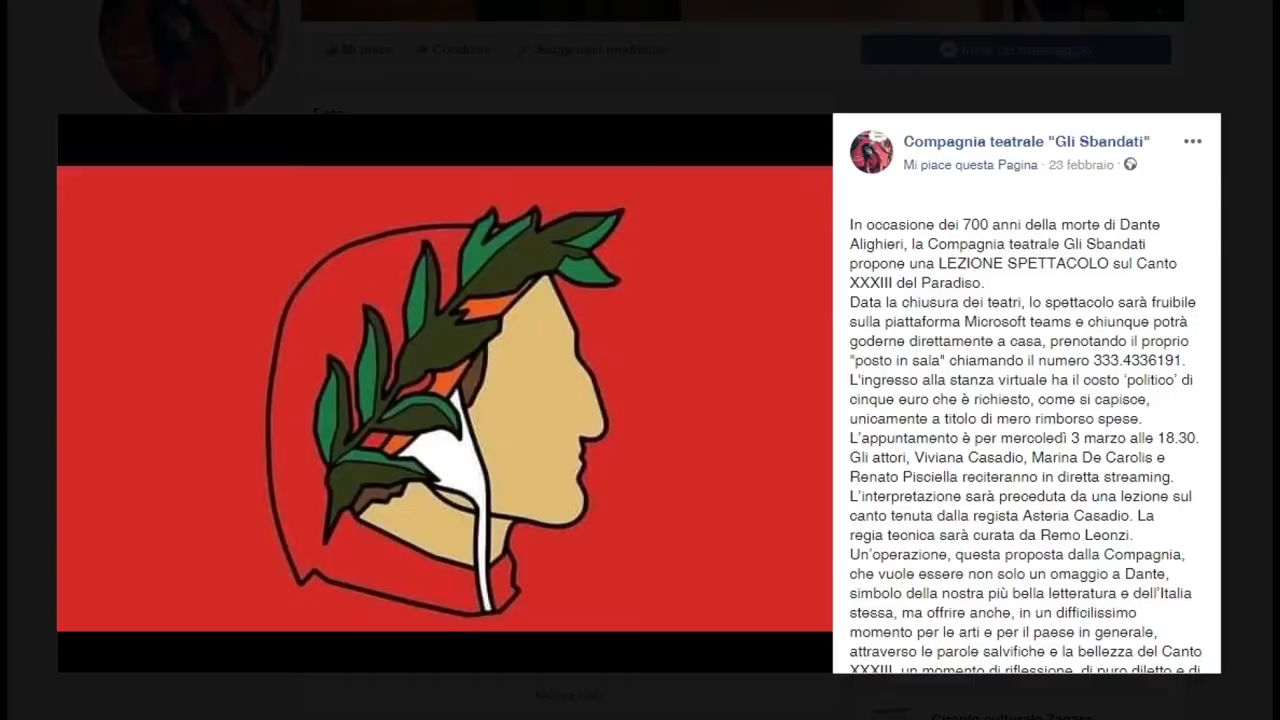 Mi piace
Condividi
Suggerisci modifiche
Invia un messaggio
Foto
Compagnia teatrale "Gli Sbandati"
Mi piace questa Pagina · 23 febbraio ·
In occasione dei 700 anni della morte di Dante
Alighieri, la Compagnia teatrale Gli Sbandati
propone una LEZIONE SPETTACOLO sul Canto
XXXIII del Paradiso.
Data la chiusura dei teatri, lo spettacolo sarà fruibile
sulla piattaforma Microsoft teams e chiunque potrà
goderne direttamente a casa, prenotando il proprio
"posto in sala" chiamando il numero 333.4336191.
L'ingresso alla stanza virtuale ha il costo ‘politico’ di
cinque euro che è richiesto, come si capisce,
unicamente a titolo di mero rimborso spese.
L’appuntamento è per mercoledì 3 marzo alle 18.30.
Gli attori, Viviana Casadio, Marina De Carolis e
Renato Pisciella reciteranno in diretta streaming.
L’interpretazione sarà preceduta da una lezione sul
canto tenuta dalla regista Asteria Casadio. La
regia tecnica sarà curata da Remo Leonzi.
Un’operazione, questa proposta dalla Compagnia,
che vuole essere non solo un omaggio a Dante,
simbolo della nostra più bella letteratura e dell’Italia
stessa, ma offrire anche, in un difficilissimo
momento per le arti e per il paese in generale,
attraverso le parole salvifiche e la bellezza del Canto
XXXIII, un momento di riflessione, di puro diletto e di